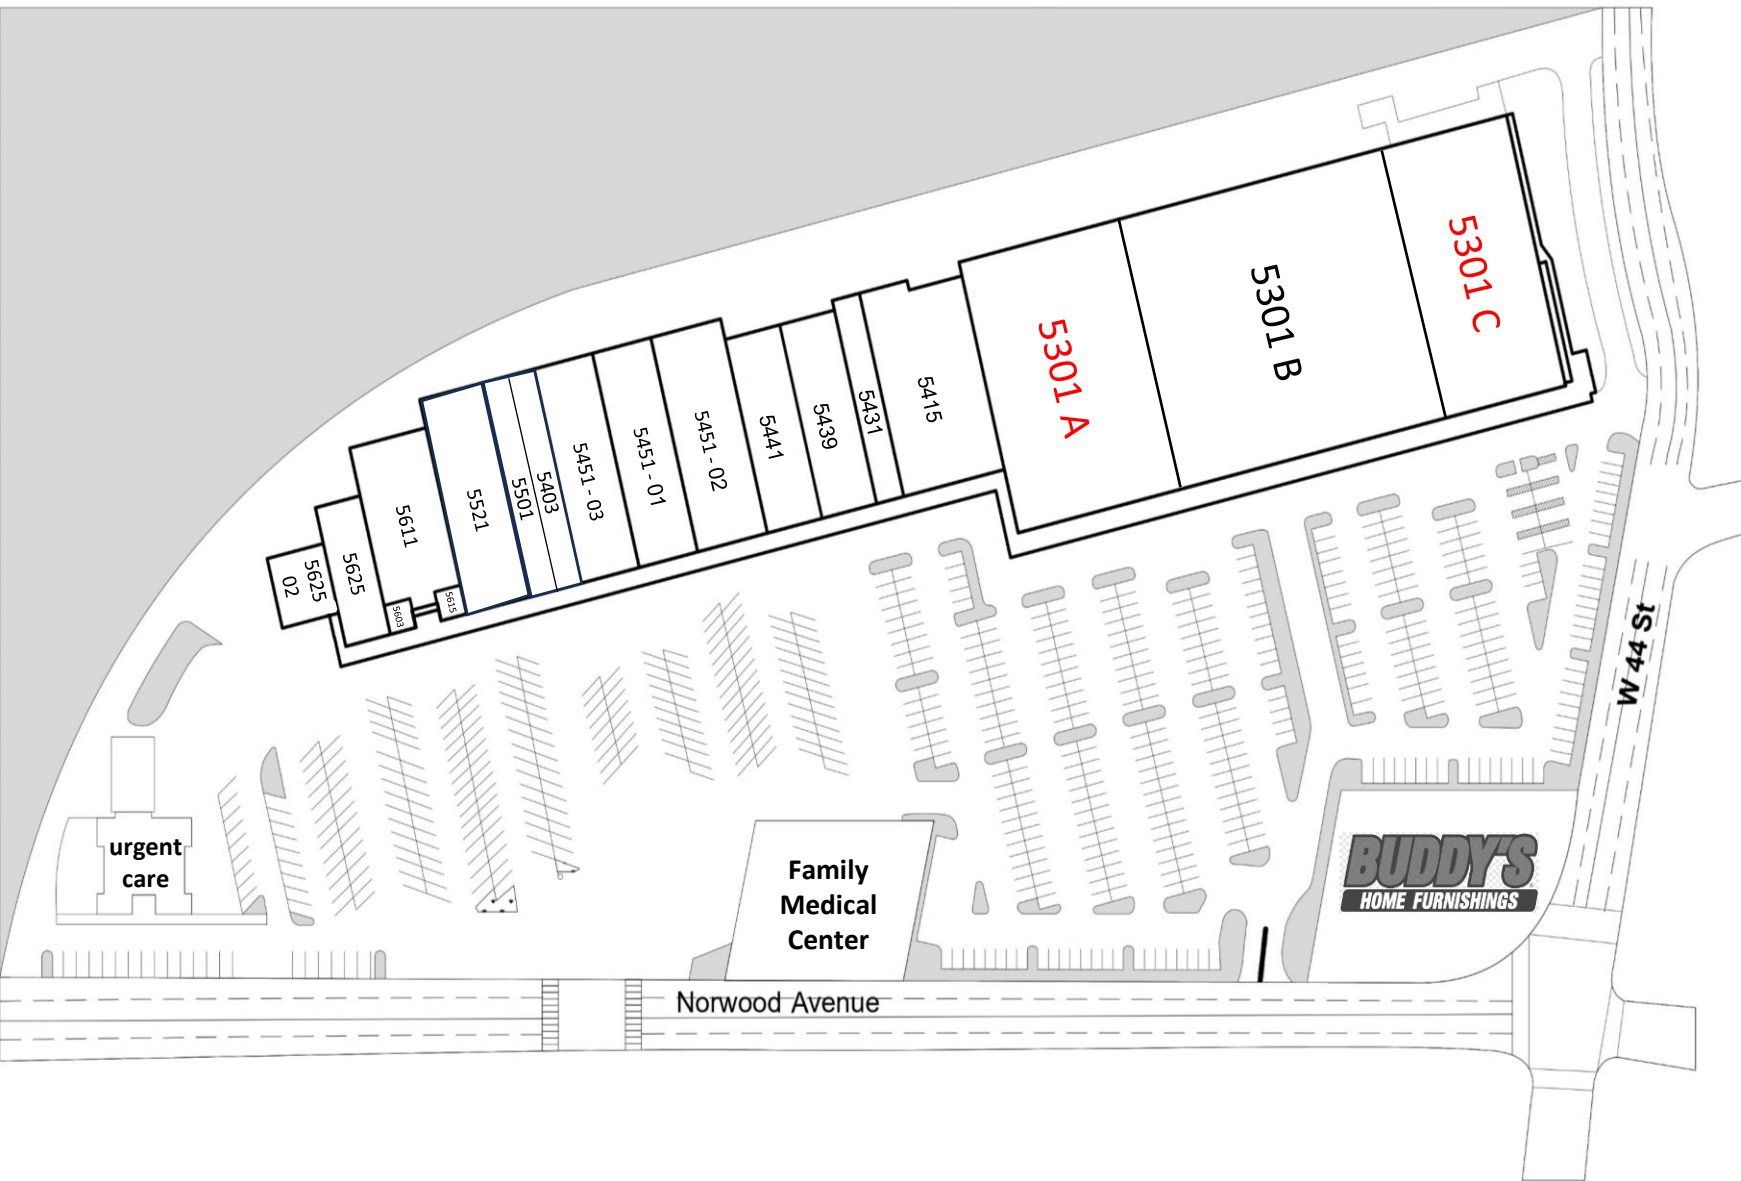 5301 C
5301 B
5301 A
5415
5431
5439
5441
5451 - 02
5451 - 01
5451 - 03
5403
5501
5521
5611
5615
5603
5625
5625
02
W 44 St
urgent
care
Family
Medical
Center
BUDDY'S
HOME FURNISHINGS
Norwood Avenue